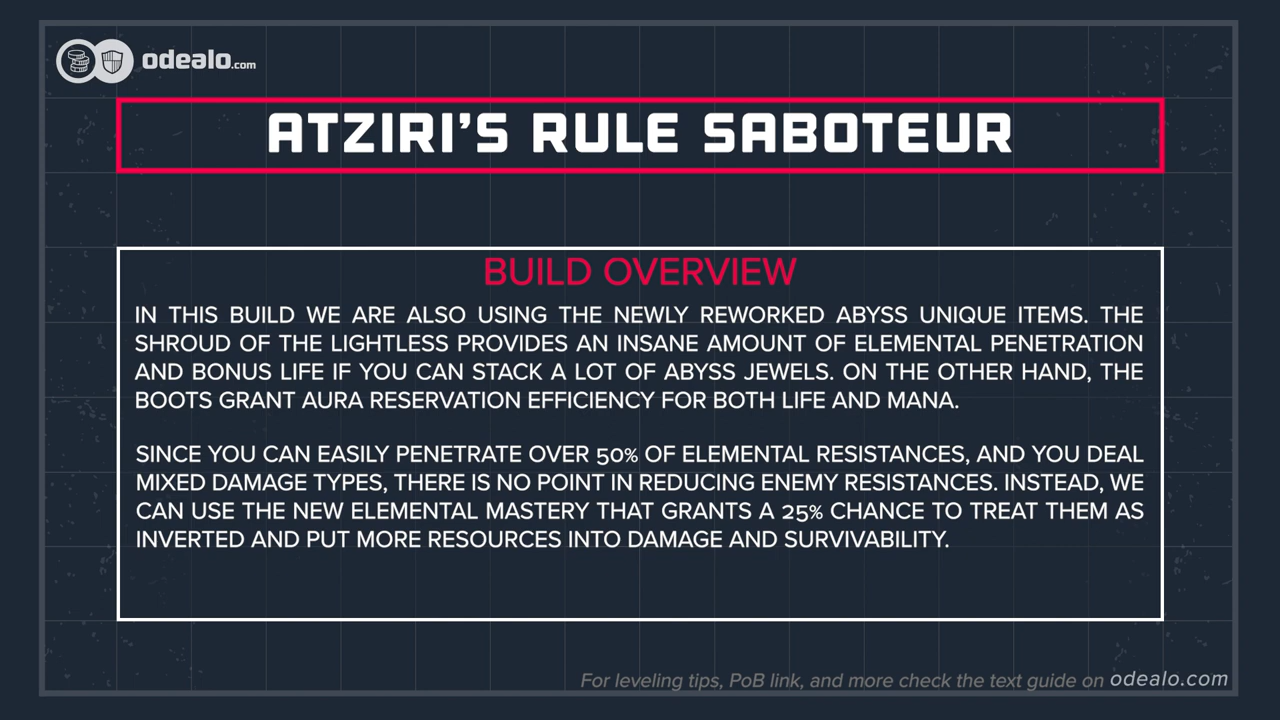 odealo.com
ATZIRI'S RULE SABOTEUR
BUILD OVERVIEW
IN THIS BUILD WE ARE ALSO USING THE NEWLY REWORKED ABYSS UNIQUE ITEMS. THE
SHROUD OF THE LIGHTLESS PROVIDES AN INSANE AMOUNT OF ELEMENTAL PENETRATION
AND BONUS LIFE IF YOU CAN STACK A LOT OF ABYSS JEWELS. ON THE OTHER HAND, THE
BOOTS GRANT AURA RESERVATION EFFICIENCY FOR BOTH LIFE AND MANA.
SINCE YOU CAN EASILY PENETRATE OVER 50% OF ELEMENTAL RESISTANCES, AND YOU DEAL
MIXED DAMAGE TYPES, THERE IS NO POINT IN REDUCING ENEMY RESISTANCES. INSTEAD, WE
CAN USE THE NEW ELEMENTAL MASTERY THAT GRANTS A 25% CHANCE TO TREAT THEM AS
INVERTED AND PUT MORE RESOURCES INTO DAMAGE AND SURVIVABILITY.
For leveling tips, PoB link, and more check the text guide on odealo.com